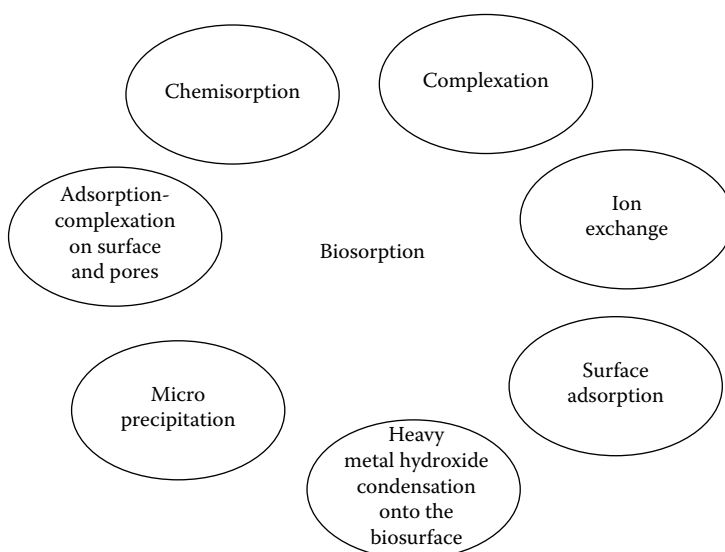 Chemisorption
Complexation
Adsorption-
complexation
on surface
and pores
Ion
exchange
Biosorption
Micro
precipitation
Surface
adsorption
Heavy
metal hydroxide
condensation
onto the
biosurface